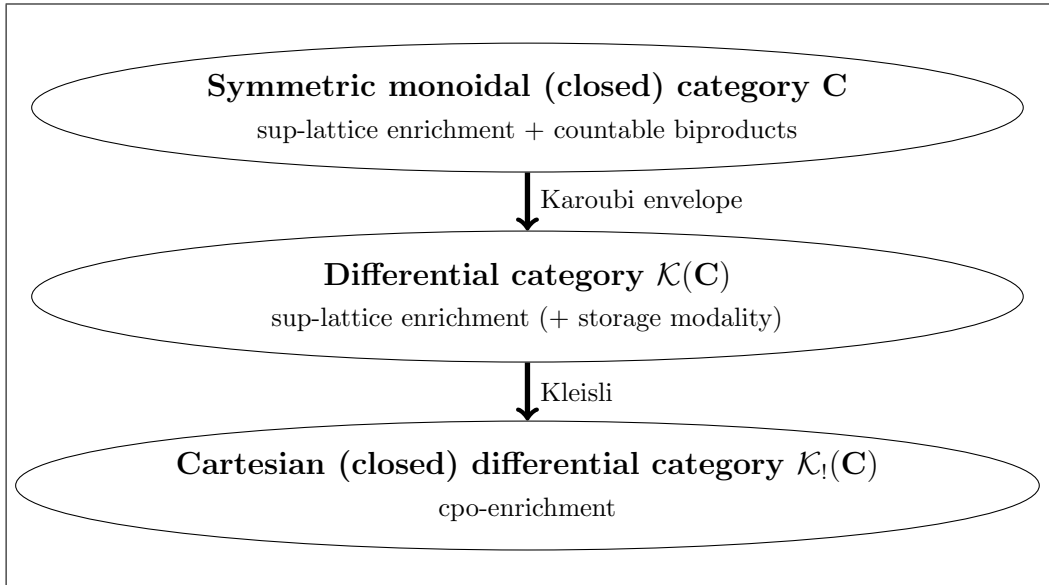 Symmetric monoidal (closed) category C
sup-lattice enrichment + countable biproducts
Karoubi envelope
Differential category 𝒦(C)
sup-lattice enrichment (+ storage modality)
Kleisli
Cartesian (closed) differential category 𝒦!(C)
cpo-enrichment